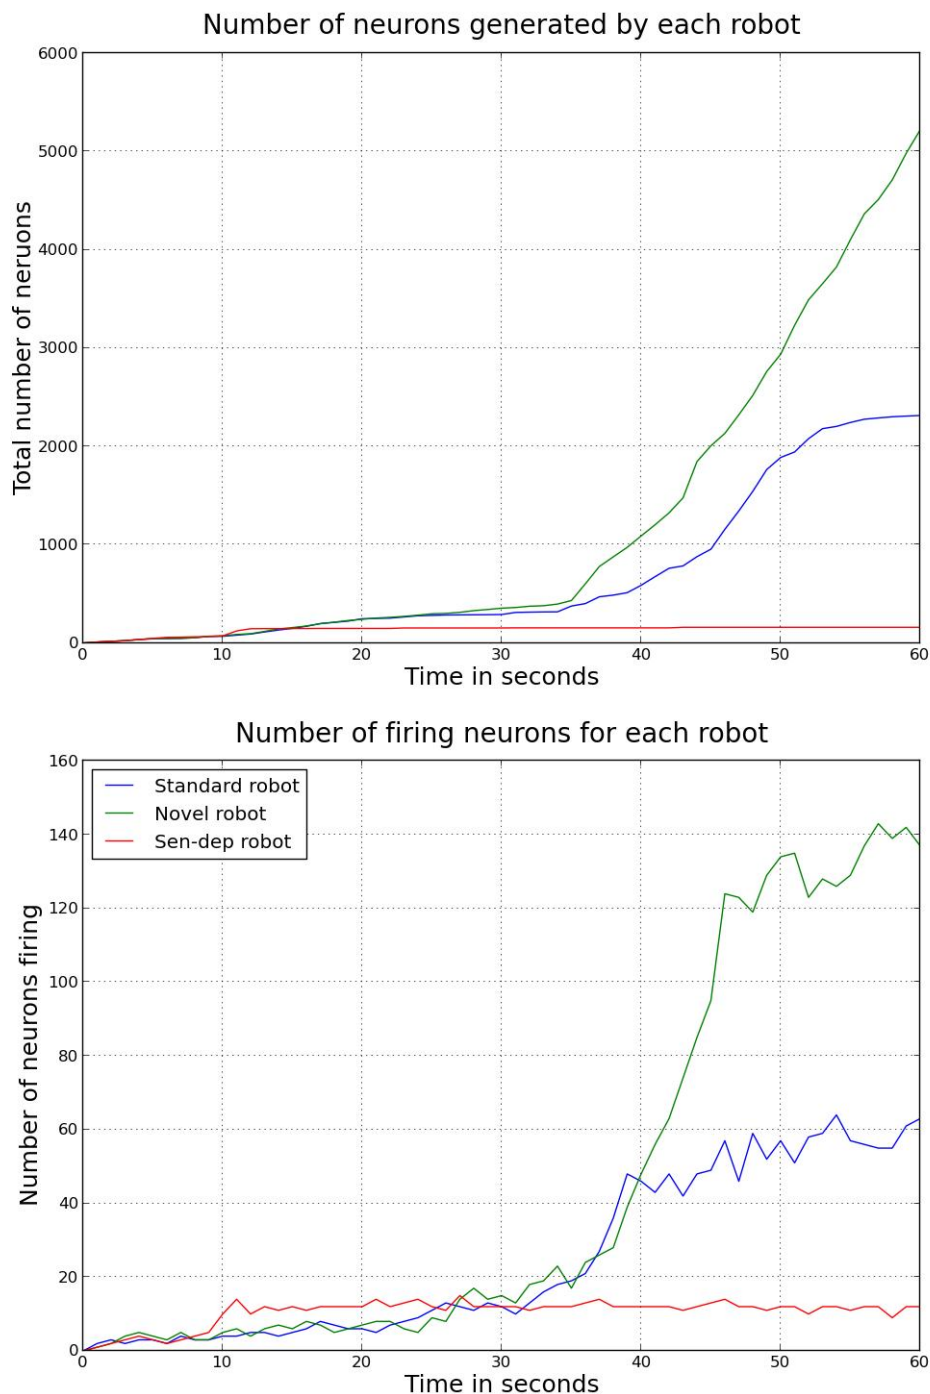 Number of neurons generated by each robot
6000
5000
4000
3000
2000
1000
0
Total number of neruons
0 10 20 30 40 50 60
Time in seconds
Number of firing neurons for each robot
160
140
120
100
80
60
40
20
0
Standard robot
Novel robot
Sen-dep robot
Number of neurons firing
0 10 20 30 40 50 60
Time in seconds